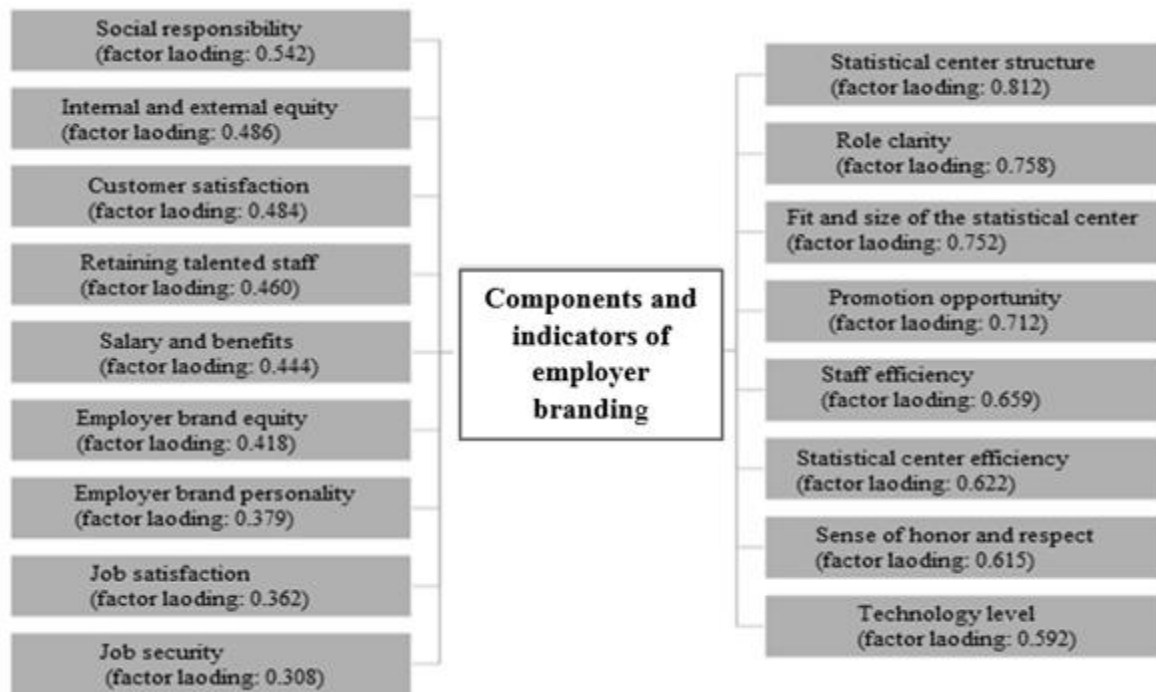 Social responsibility
(factor laoding: 0.542)
Internal and external equity
(factor laoding: 0.486)
Customer satisfaction
(factor laoding: 0.484)
Retaining talented staff
(factor laoding: 0.460)
Salary and benefits
(factor laoding: 0.444)
Employer brand equity
(factor laoding: 0.418)
Employer brand personality
(factor laoding: 0.379)
Job satisfaction
(factor laoding: 0.362)
Job security
(factor laoding: 0.308)
Components and
indicators of
employer
branding
Statistical center structure
(factor laoding: 0.812)
Role clarity
(factor laoding: 0.758)
Fit and size of the statistical center
(factor laoding: 0.752)
Promotion opportunity
(factor laoding: 0.712)
Staff efficiency
(factor laoding: 0.659)
Statistical center efficiency
(factor laoding: 0.622)
Sense of honor and respect
(factor laoding: 0.615)
Technology level
(factor laoding: 0.592)